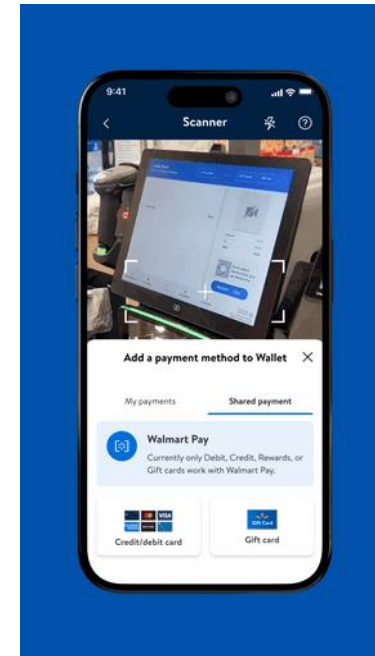 9:41
Scanner
Add a payment method to Wallet
My payments
Shared payment
Walmart Pay
Currently only Debit, Credit, Rewards, or
Gift cards work with Walmart Pay.
VISA
Gift Card
Credit/debit card
Gift card